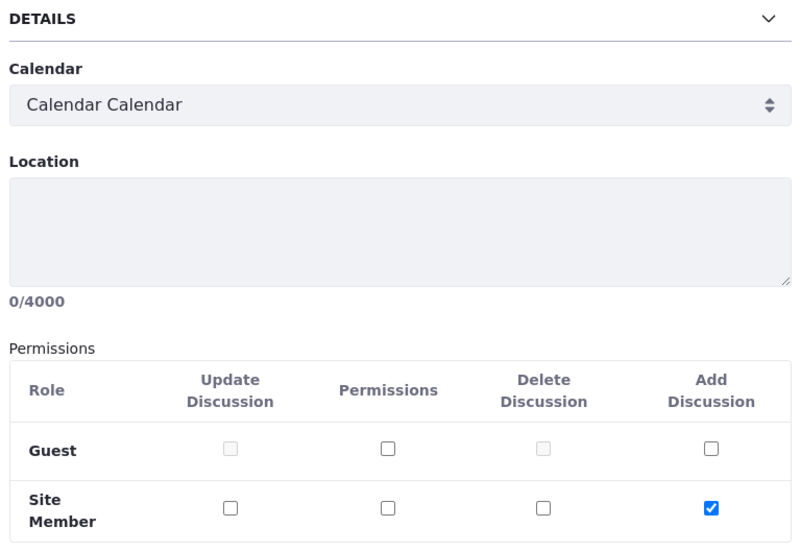 DETAILS
Calendar
Calendar Calendar
Location
0/4000
Permissions
Role
Update
Discussion
Permissions
Delete
Discussion
Add
Discussion
Guest
Site
Member